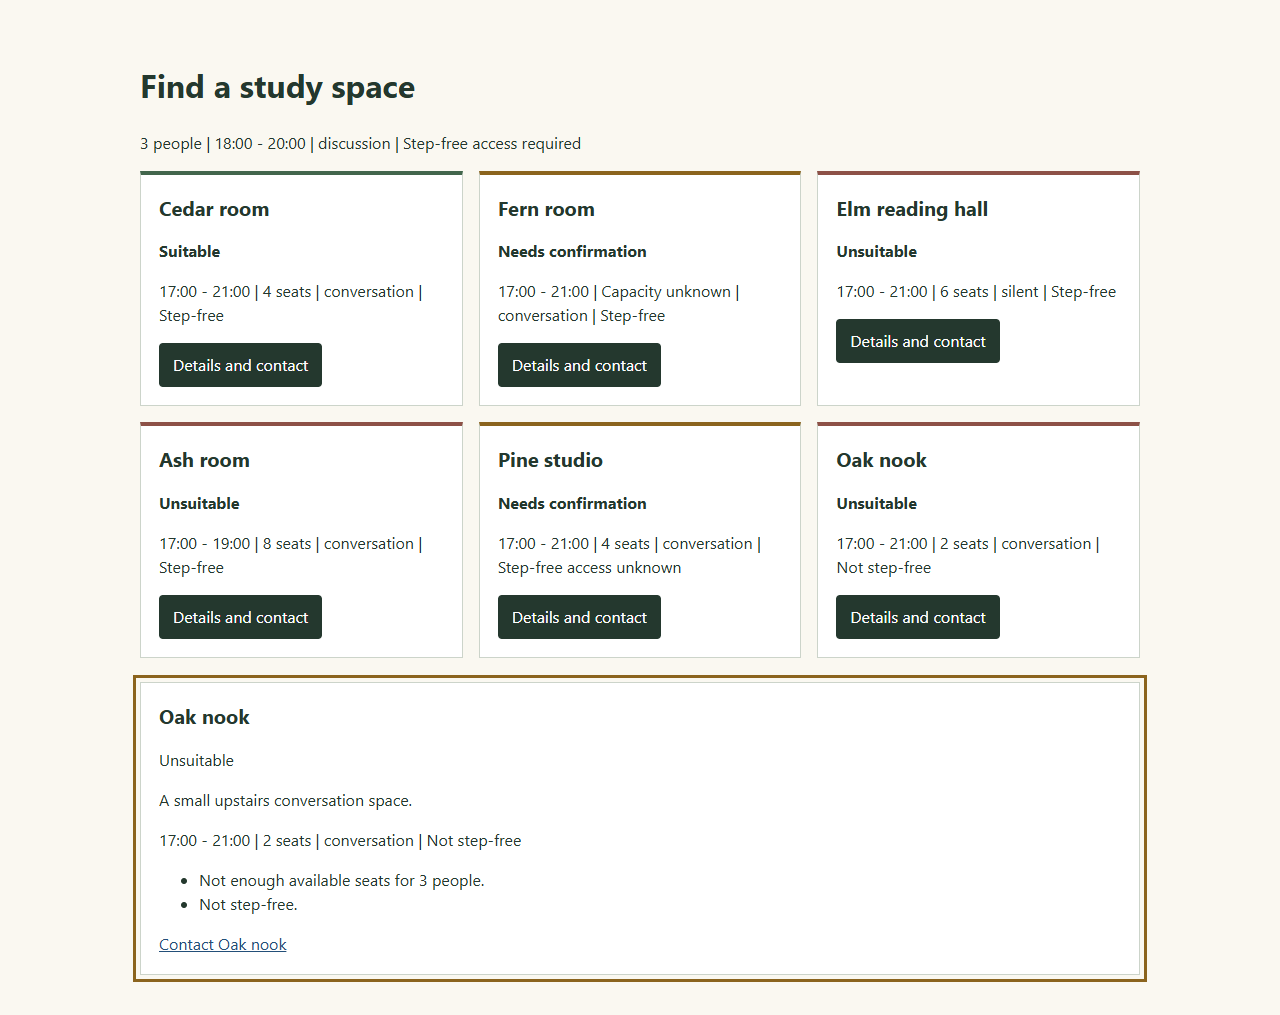 Find a study space
3 people | 18:00 - 20:00 | discussion | Step-free access required
Cedar room
Suitable
17:00 - 21:00 | 4 seats | conversation |
Step-free
Details and contact
Fern room
Needs confirmation
17:00 - 21:00 | Capacity unknown |
conversation | Step-free
Details and contact
Elm reading hall
Unsuitable
17:00 - 21:00 | 6 seats | silent | Step-free
Details and contact
Ash room
Unsuitable
17:00 - 19:00 | 8 seats | conversation |
Step-free
Details and contact
Pine studio
Needs confirmation
17:00 - 21:00 | 4 seats | conversation |
Step-free access unknown
Details and contact
Oak nook
Unsuitable
17:00 - 21:00 | 2 seats | conversation |
Not step-free
Details and contact
Oak nook
Unsuitable
A small upstairs conversation space.
17:00 - 21:00 | 2 seats | conversation | Not step-free
Not enough available seats for 3 people.
Not step-free.
Contact Oak nook